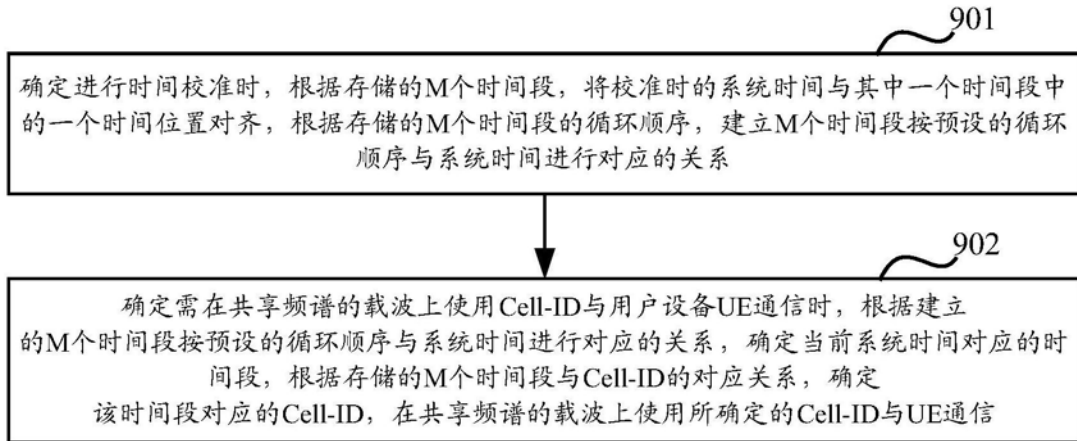 901
确定进行时间校准时，根据存储的M个时间段，将校准时的系统时间与其中一个时间段中
的一个时间位置对齐，根据存储的M个时间段的循环顺序，建立M个时间段按预设的循环
顺序与系统时间进行对应的关系
902
确定需在共享频谱的载波上使用Cell-ID与用户设备UE通信时，根据建立
的M个时间段按预设的循环顺序与系统时间进行对应的关系，确定当前系统时间对应的时
间段，根据存储的M个时间段与Cell-ID的对应关系，确定
该时间段对应的Cell-ID，在共享频谱的载波上使用所确定的Cell-ID与UE通信